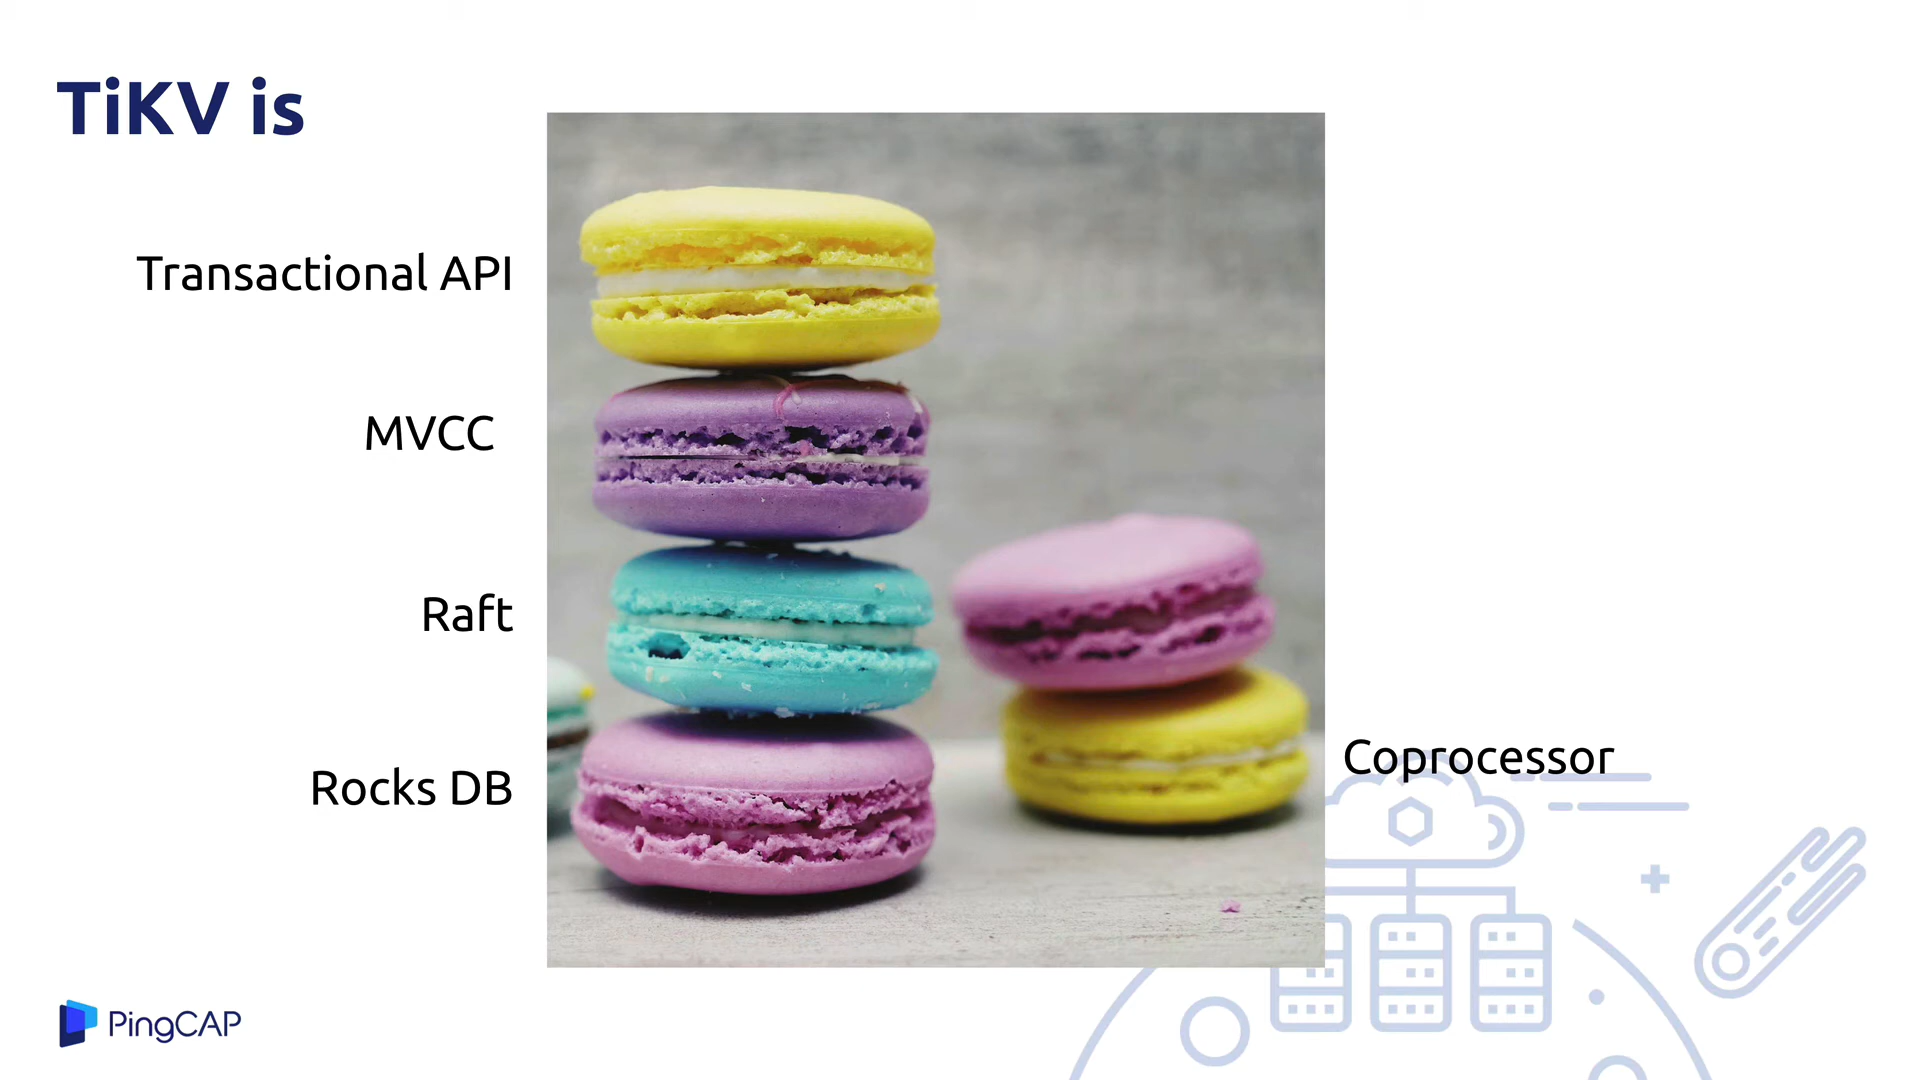 TiKV is
Transactional API
MVCC
Raft
Rocks DB
Coprocessor
PingCAP